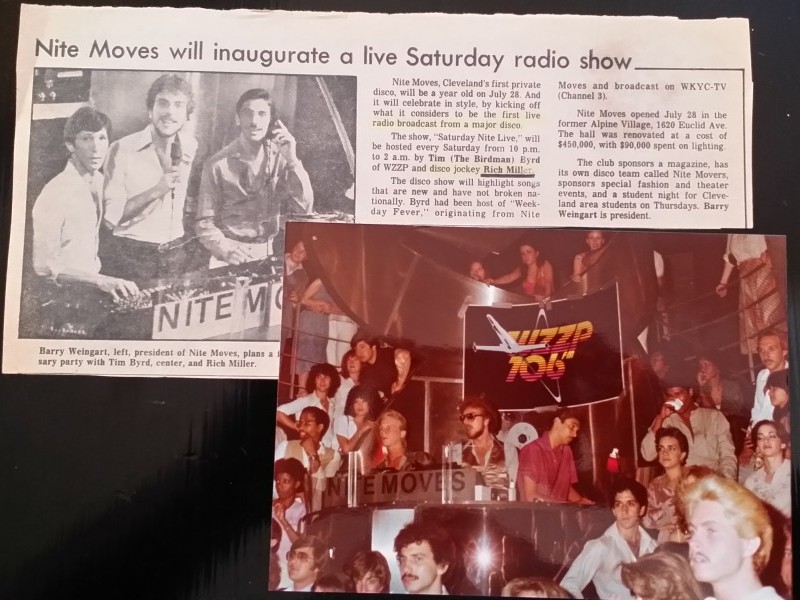 Nite Moves will inaugurate a live Saturday radio show
Nite Moves, Cleveland's first private
disco, will be a year old on July 28. And
it will celebrate in style, by kicking off
what it considers to be the first live
radio broadcast from a major disco.
The show, "Saturday Nite Live," will
be hosted every Saturday from 10 p.m.
to 2 a.m. by Tim (The Birdman) Byrd
of WZZP and disco jockey Rich Miller.
The disco show will highlight songs
that are new and have not broken na-
tionally. Byrd had been host of "Week-
day Fever," originating from Nite
Moves and broadcast on WKYC-TV
(Channel 3).
Nite Moves opened July 28 in the
former Alpine Village, 1620 Euclid Ave.
The hall was renovated at a cost of
$450,000, with $90,000 spent on lighting.
The club sponsors a magazine, has
its own disco team called Nite Movers,
sponsors special fashion and theater
events, and a student night for Cleve-
land area students on Thursdays. Barry
Weingart is president.
NITE MO
Barry Weingart, left, president of Nite Moves, plans a
sary party with Tim Byrd, center, and Rich Miller.
WZZP
106
NITE MOVES